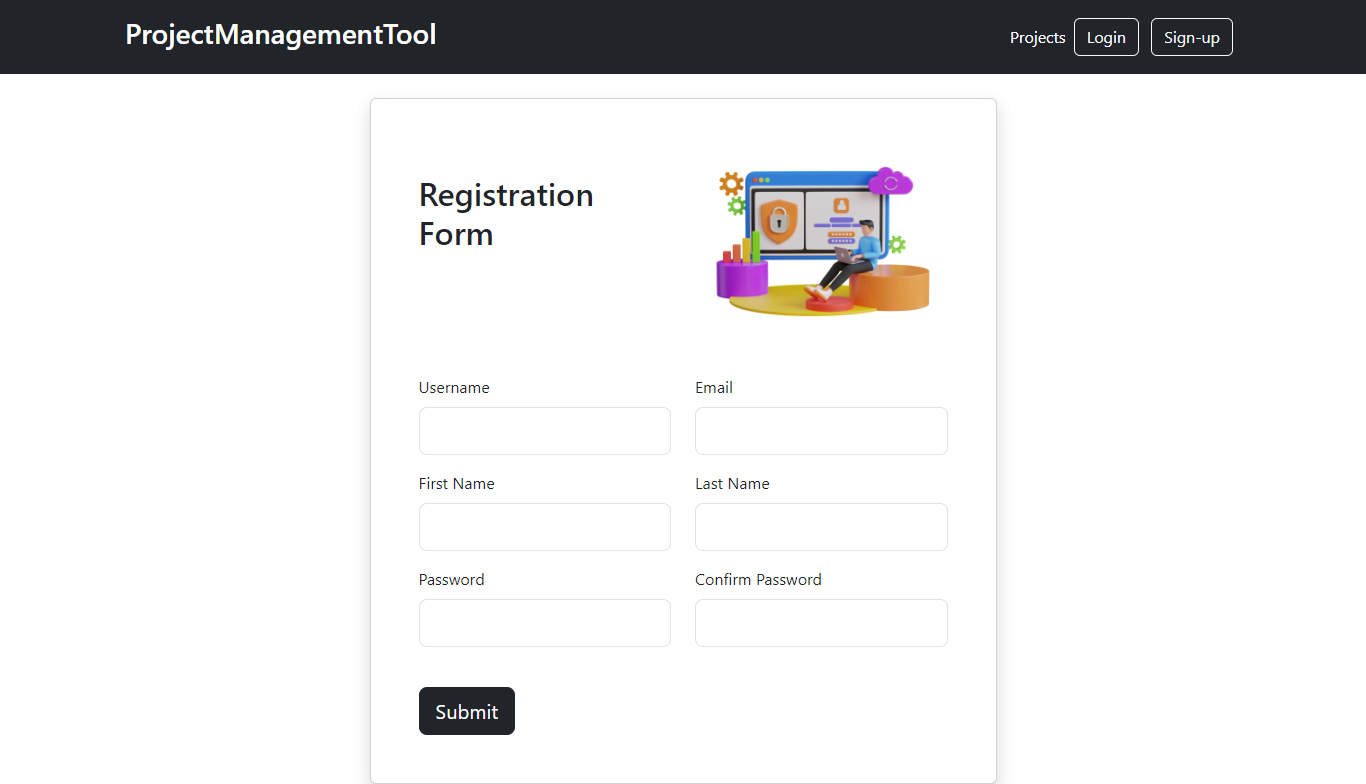 ProjectManagementTool
Projects Login Sign-up
Registration
Form
Username Email
First Name Last Name
Password Confirm Password
Submit